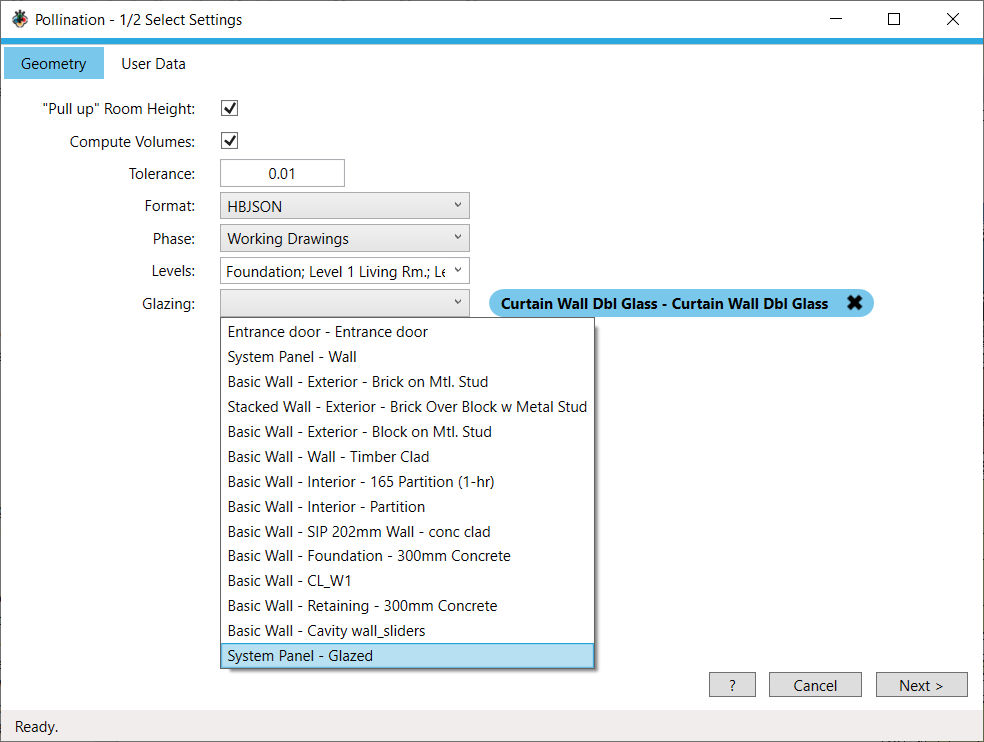 Pollination - 1/2 Select Settings
Geometry User Data
"Pull up" Room Height:
Compute Volumes:
Tolerance: 0.01
Format: HBJSON
Phase: Working Drawings
Levels: Foundation; Level 1 Living Rm.; Le
Glazing: Curtain Wall Dbl Glass - Curtain Wall Dbl Glass
Entrance door - Entrance door
System Panel - Wall
Basic Wall - Exterior - Brick on Mtl. Stud
Stacked Wall - Exterior - Brick Over Block w Metal Stud
Basic Wall - Exterior - Block on Mtl. Stud
Basic Wall - Wall - Timber Clad
Basic Wall - Interior - 165 Partition (1-hr)
Basic Wall - Interior - Partition
Basic Wall - SIP 202mm Wall - conc clad
Basic Wall - Foundation - 300mm Concrete
Basic Wall - CL_W1
Basic Wall - Retaining - 300mm Concrete
Basic Wall - Cavity wall_sliders
System Panel - Glazed
? Cancel Next >
Ready.